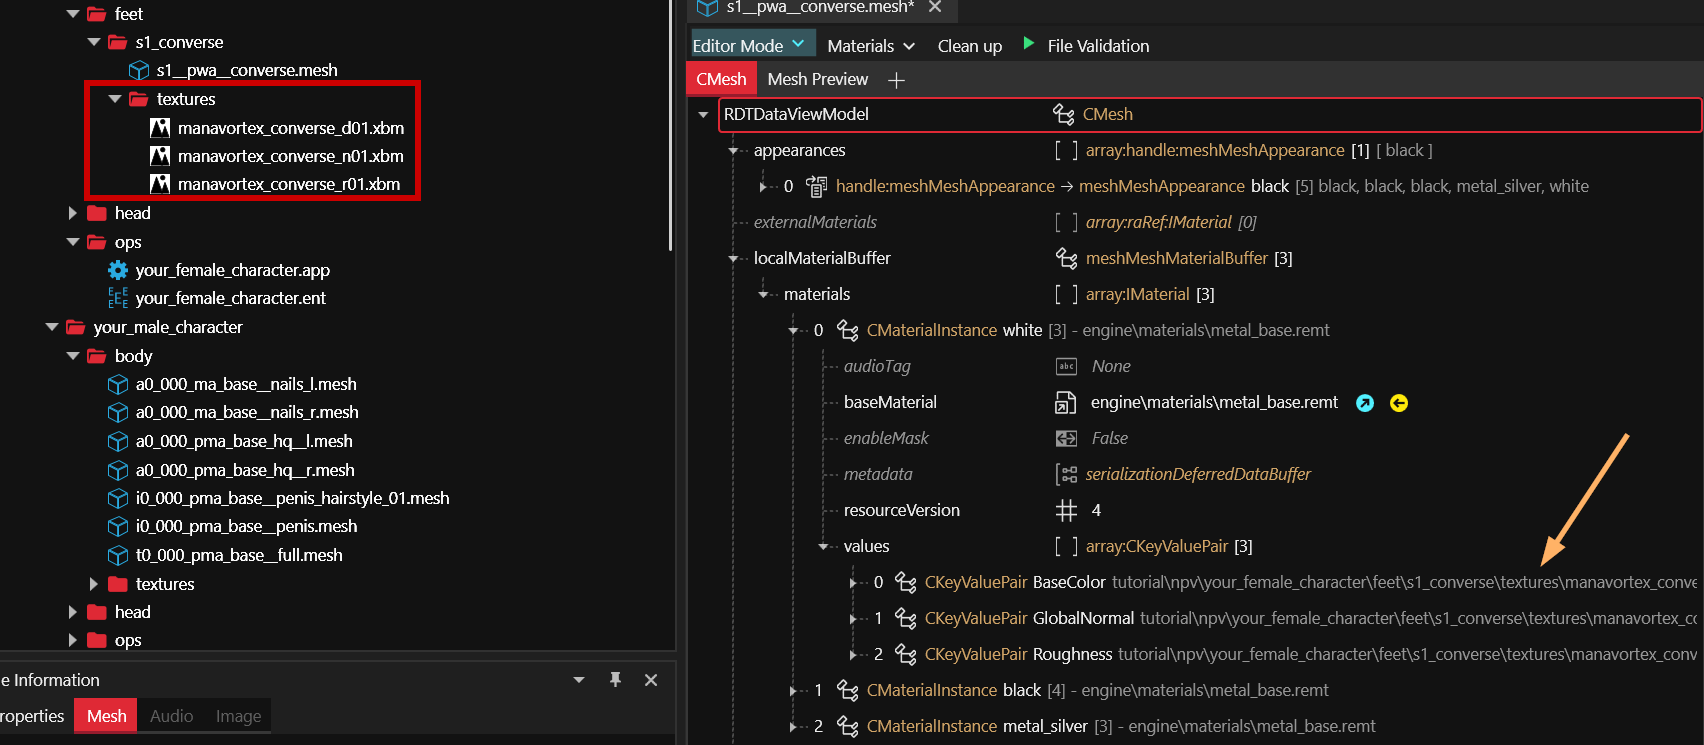 feet
s1_converse
s1__pwa__converse.mesh
textures
manavortex_converse_d01.xbm
manavortex_converse_n01.xbm
manavortex_converse_r01.xbm
head
ops
your_female_character.app
your_female_character.ent
your_male_character
body
a0_000_ma_base__nails_l.mesh
a0_000_ma_base__nails_r.mesh
a0_000_pma_base_hq__l.mesh
a0_000_pma_base_hq__r.mesh
i0_000_pma_base__penis_hairstyle_01.mesh
i0_000_pma_base__penis.mesh
t0_000_pma_base__full.mesh
textures
head
ops
e Information
roperties Mesh Audio Image
s1__pwa__converse.mesh*
Editor Mode Materials Clean up File Validation
CMesh Mesh Preview
RDTDataViewModel CMesh
appearances [ ] array:handle:meshMeshAppearance [1] [ black ]
0 handle:meshMeshAppearance → meshMeshAppearance black [5] black, black, black, metal_silver, white
externalMaterials [ ] array:raRef:IMaterial [0]
localMaterialBuffer meshMeshMaterialBuffer [3]
materials [ ] array:IMaterial [3]
0 CMaterialInstance white [3] - engine\materials\metal_base.remt
audioTag abc None
baseMaterial engine\materials\metal_base.remt
enableMask False
metadata serializationDeferredDataBuffer
resourceVersion 4
values [ ] array:CKeyValuePair [3]
0 CKeyValuePair BaseColor tutorial\npv\your_female_character\feet\s1_converse\textures\manavortex_conve
1 CKeyValuePair GlobalNormal tutorial\npv\your_female_character\feet\s1_converse\textures\manavortex_cc
2 CKeyValuePair Roughness tutorial\npv\your_female_character\feet\s1_converse\textures\manavortex_conv
1 CMaterialInstance black [4] - engine\materials\metal_base.remt
2 CMaterialInstance metal_silver [3] - engine\materials\metal_base.remt